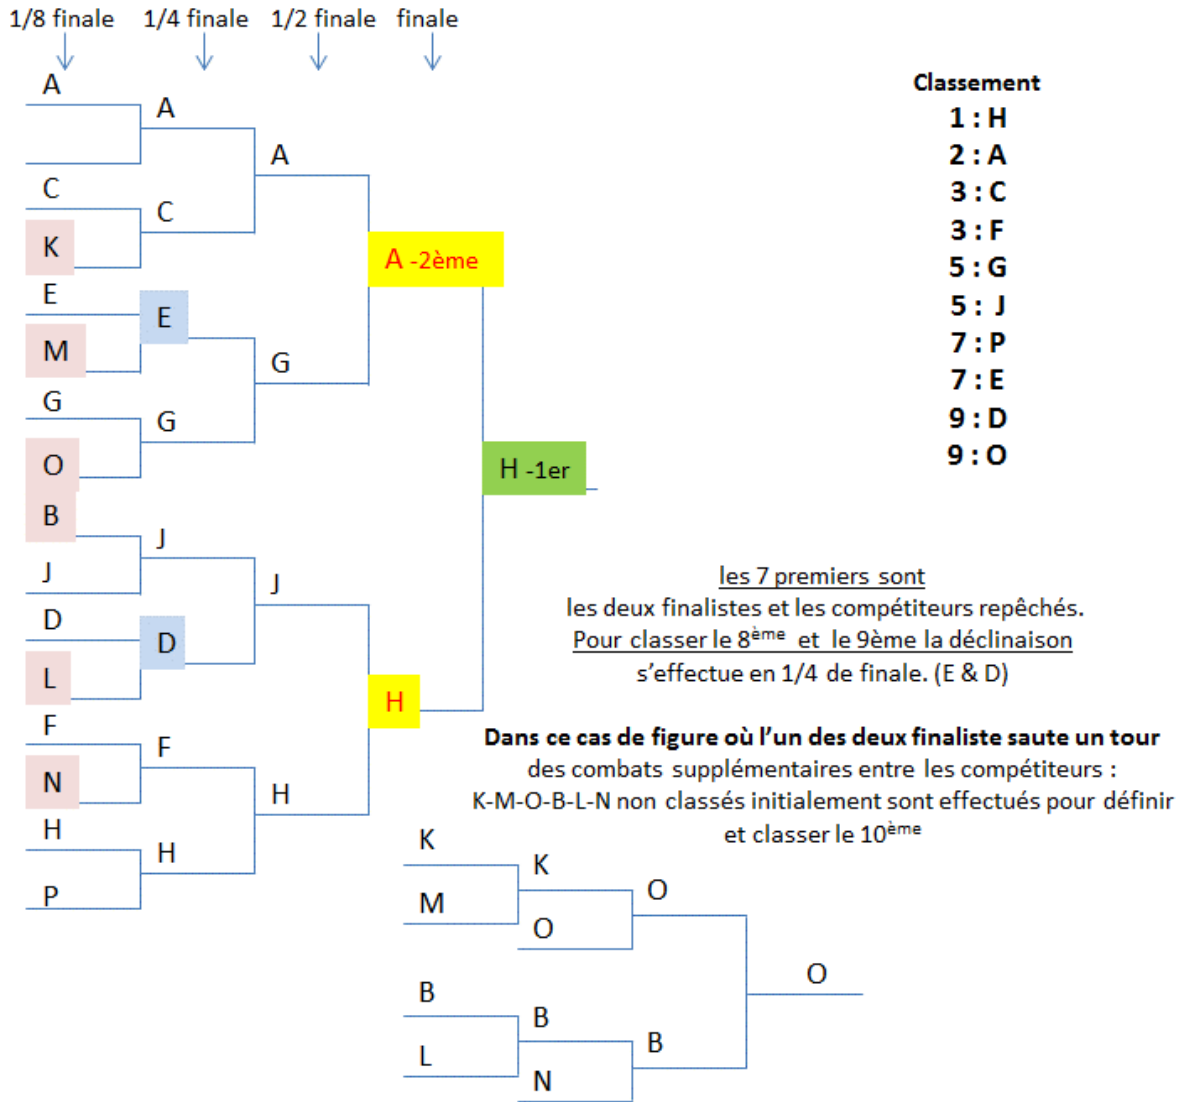 1/8 finale 1/4 finale 1/2 finale finale
A
A
A
C
C
K
A -2ème
E
E
M
G
G
G
O
H -1er
B
J
J
J
D
D
L
H
F
F
N
H
H
H
P
Classement
1 : H
2 : A
3 : C
3 : F
5 : G
5 : J
7 : P
7 : E
9 : D
9 : O
les 7 premiers sont
les deux finalistes et les compétiteurs repêchés.
Pour classer le 8ème et le 9ème la déclinaison
s’effectue en 1/4 de finale. (E & D)
Dans ce cas de figure où l’un des deux finaliste saute un tour
des combats supplémentaires entre les compétiteurs :
K-M-O-B-L-N non classés initialement sont effectués pour définir
et classer le 10ème
K
K
M
O
O
O
B
B
L
B
N